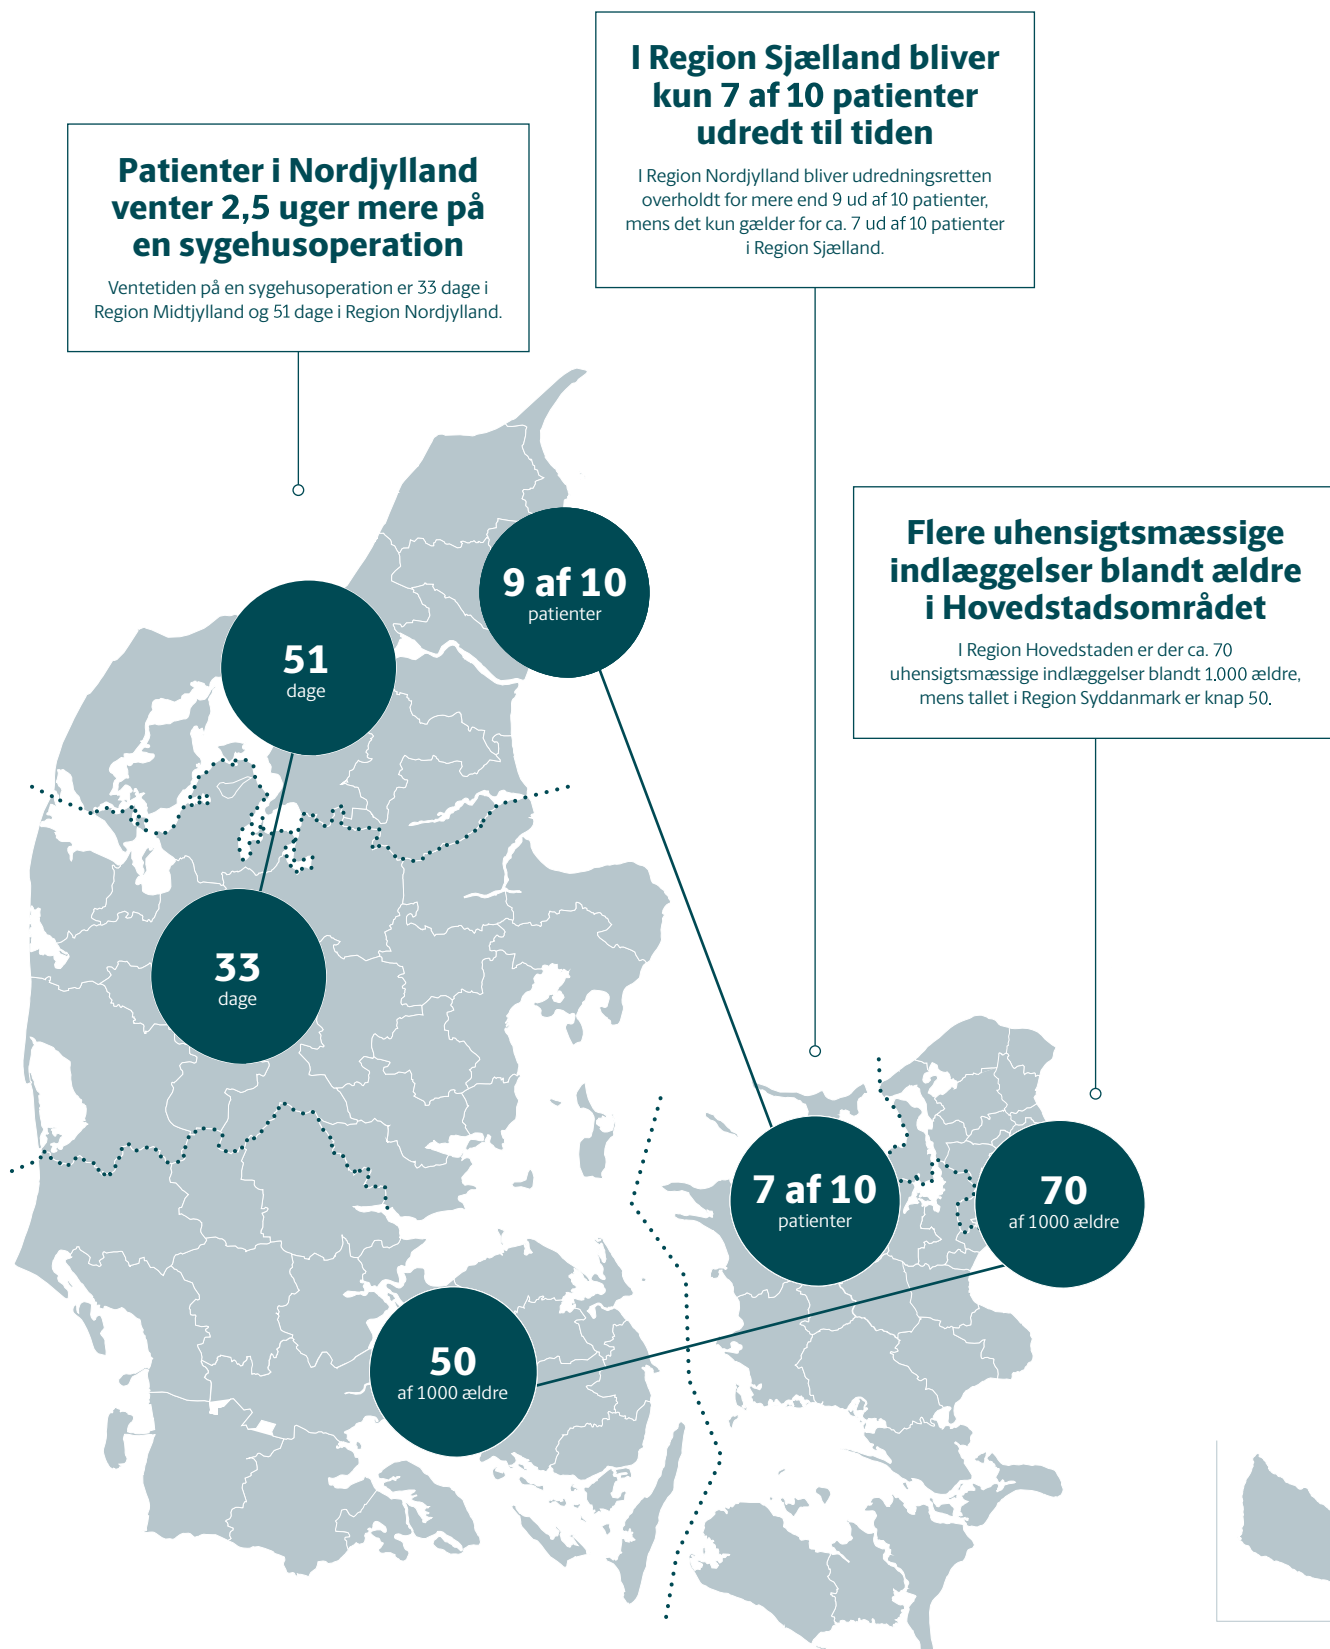 I Region Sjælland bliver
kun 7 af 10 patienter
udredt til tiden
I Region Nordjylland bliver udredningsretten
overholdt for mere end 9 ud af 10 patienter,
mens det kun gælder for ca. 7 ud af 10 patienter
i Region Sjælland.
Patienter i Nordjylland
venter 2,5 uger mere på
en sygehusoperation
Ventetiden på en sygehusoperation er 33 dage i
Region Midtjylland og 51 dage i Region Nordjylland.
Flere uhensigtsmæssige
indlæggelser blandt ældre
i Hovedstadsområdet
I Region Hovedstaden er der ca. 70
uhensigtsmæssige indlæggelser blandt 1.000 ældre,
mens tallet i Region Syddanmark er knap 50.
9 af 10
patienter
51
dage
33
dage
7 af 10
patienter
70
af 1000 ældre
50
af 1000 ældre